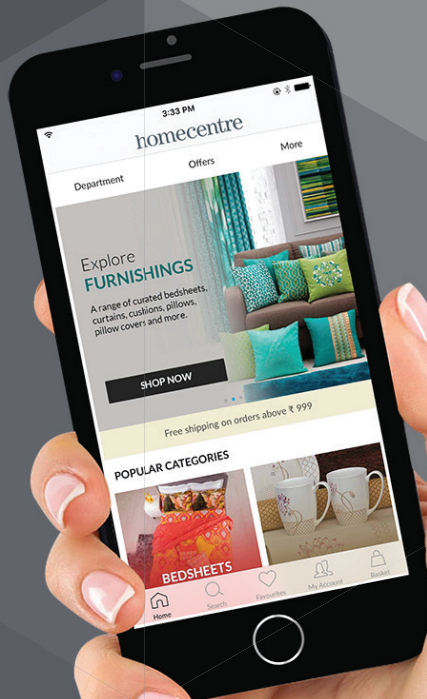 3:33 PM
homecentre
Department Offers More
Explore
FURNISHINGS
A range of curated bedsheets,
curtains, cushions, pillows,
pillow covers and more.
SHOP NOW
Free shipping on orders above ₹ 999
POPULAR CATEGORIES
BEDSHEETS
Home Search Favourites My Account Basket